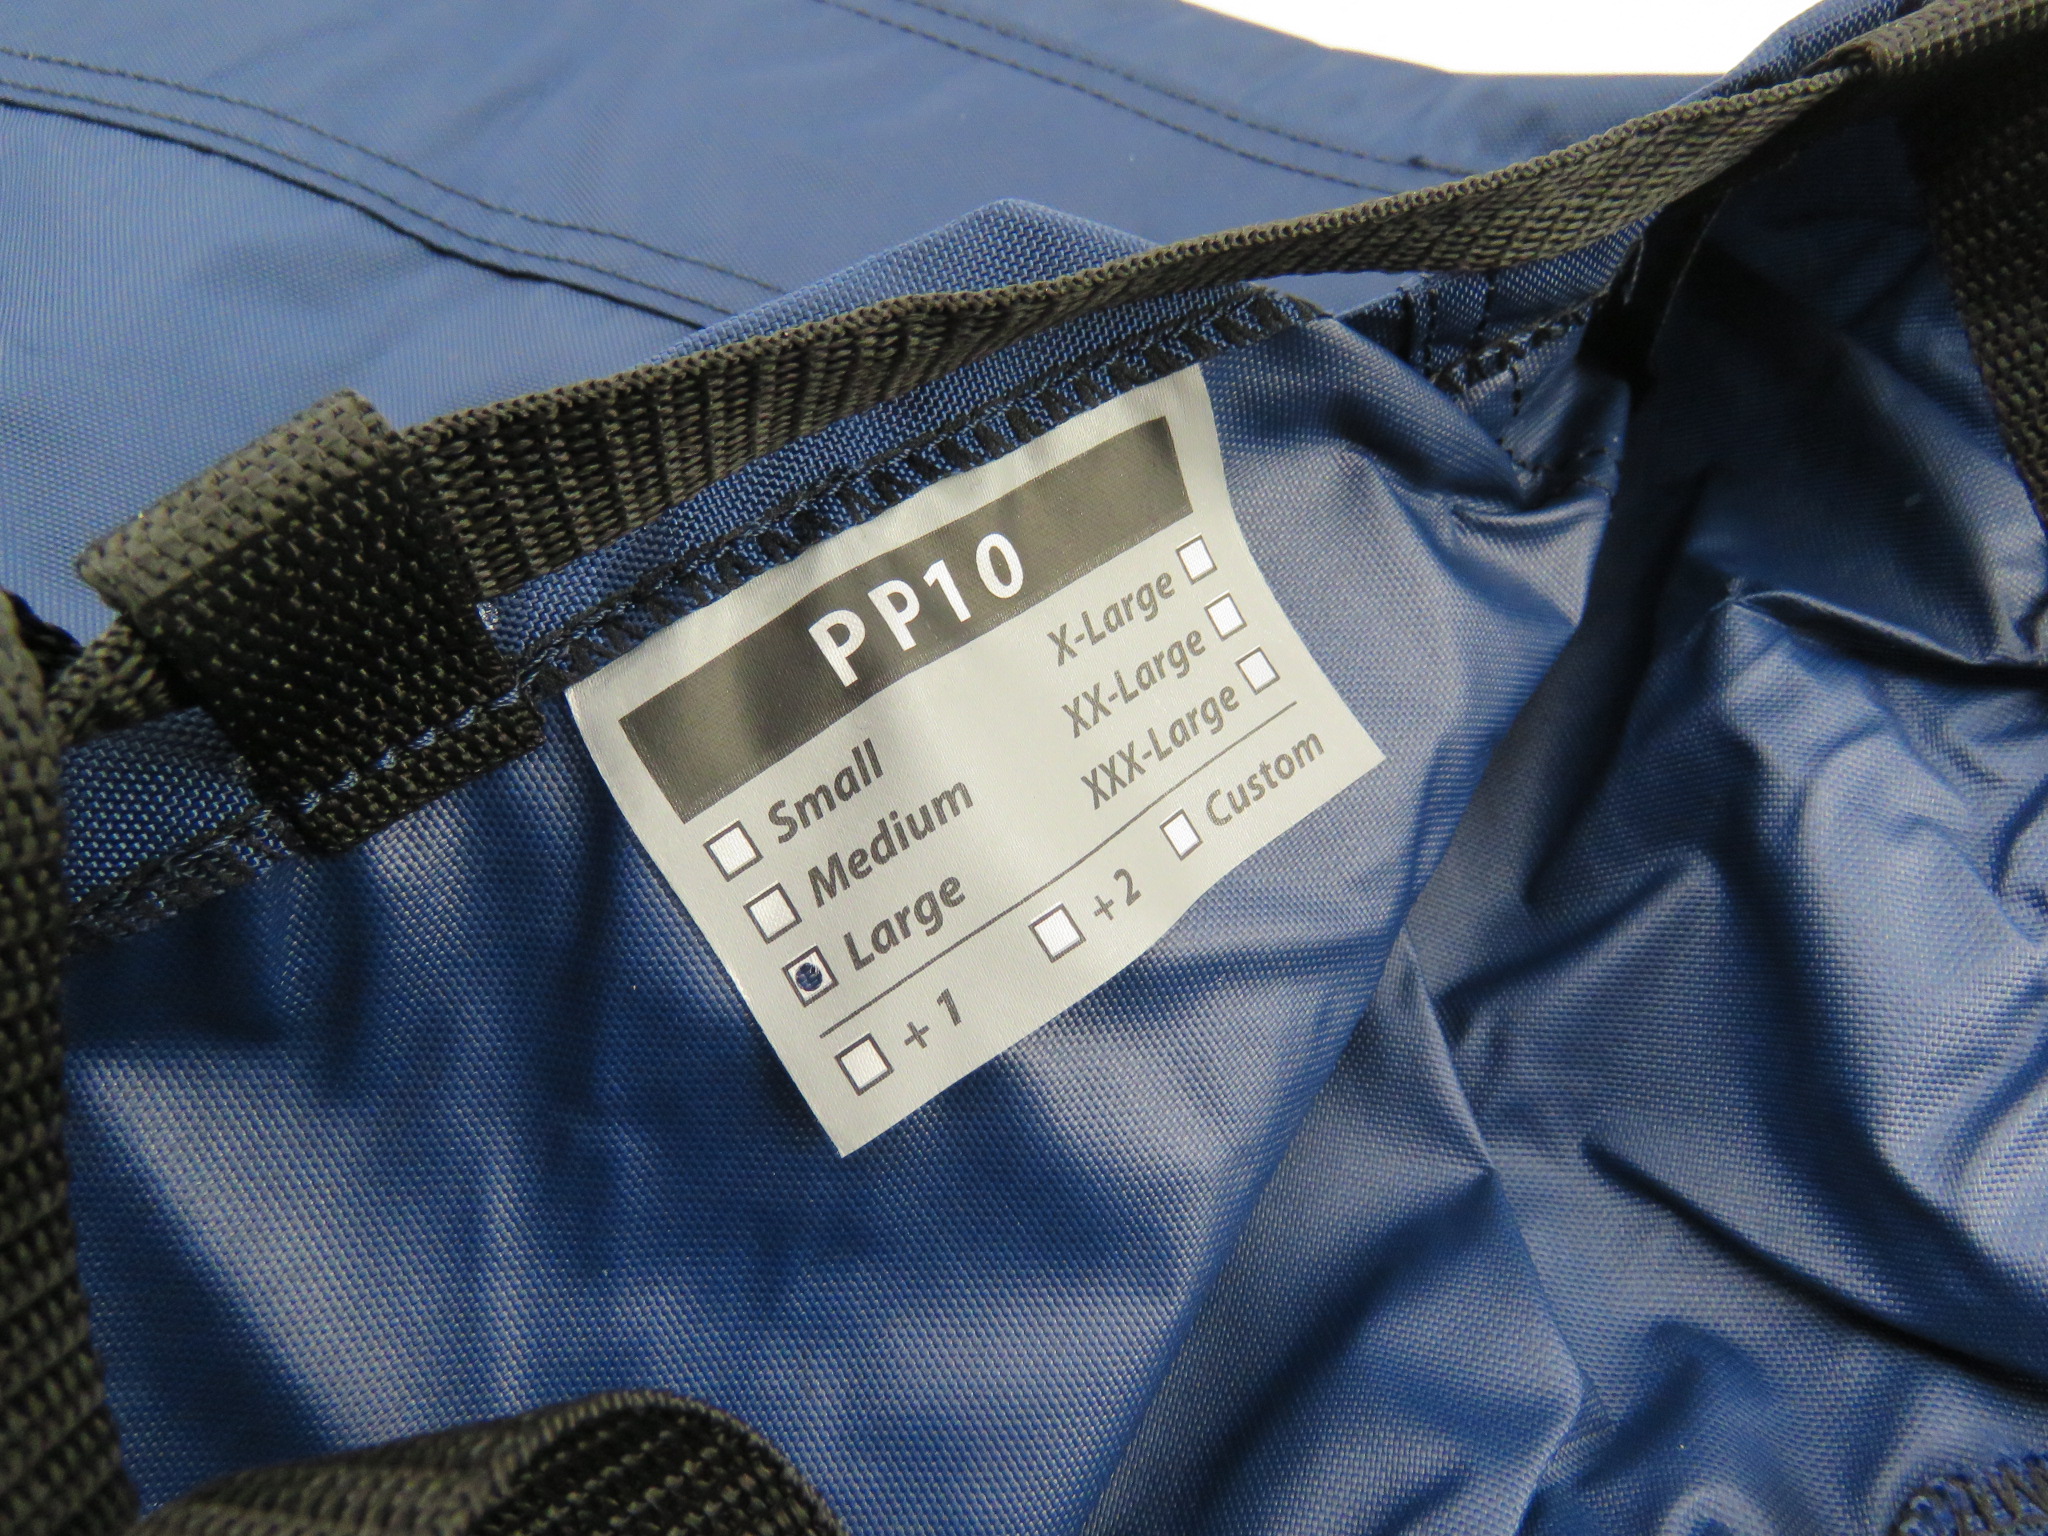 PP10
Small
Medium
Large
X-Large
XX-Large
XXX-Large
+1 +2 Custom